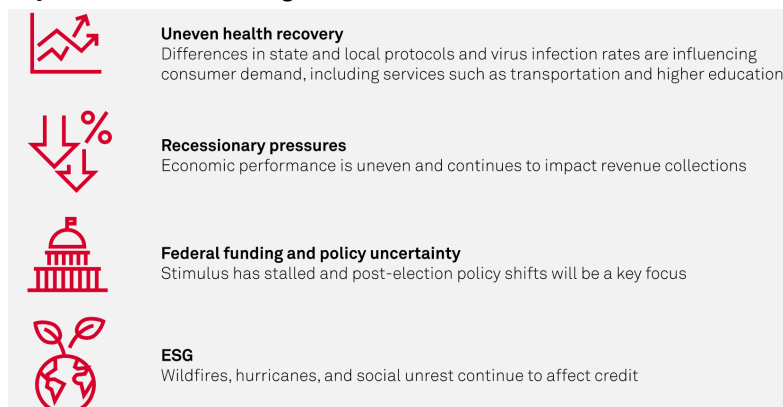 Uneven health recovery
Differences in state and local protocols and virus infection rates are influencing
consumer demand, including services such as transportation and higher education
%
Recessionary pressures
Economic performance is uneven and continues to impact revenue collections
Federal funding and policy uncertainty
Stimulus has stalled and post-election policy shifts will be a key focus
ESG
Wildfires, hurricanes, and social unrest continue to affect credit